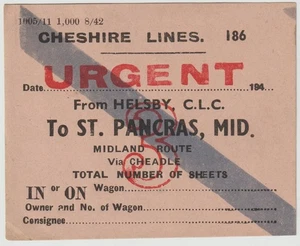 1005/11 1,000 8/42
CHESHIRE LINES. 186
URGENT
Date 194
From HELSBY, C.L.C.
To ST. PANCRAS, MID.
MIDLAND ROUTE
Via CHEADLE
TOTAL NUMBER OF SHEETS
IN or ON Wagon
Owner and No. of Wagon
Consignee